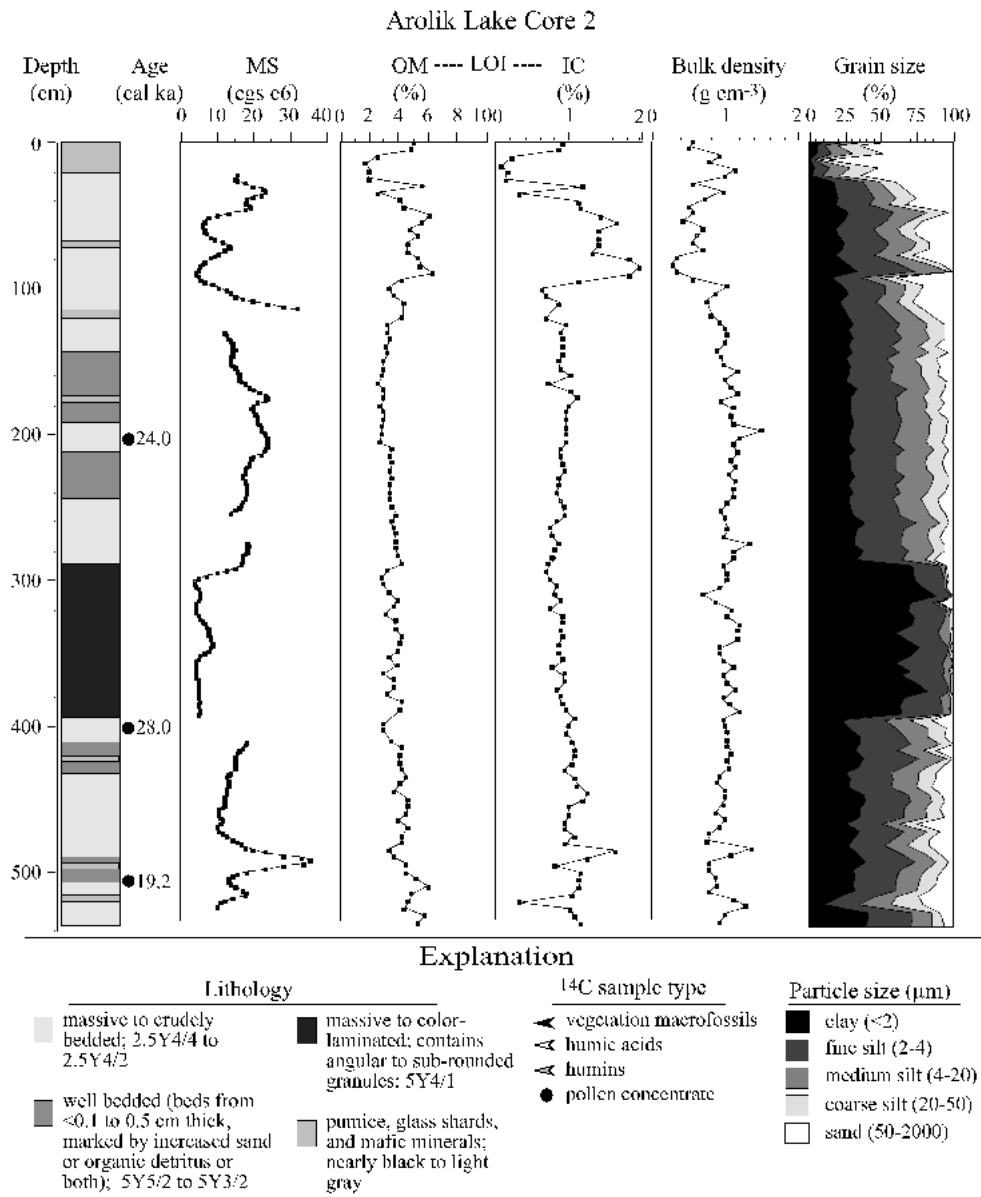 Arolik Lake Core 2
Depth Age MS OM ---- LOI ---- IC Bulk density Grain size
(cm) (cal ka) (cgs e6) (%) (%) (g cm-3) (%)
0 10 20 30 40 0 2 4 6 8 10 0 1 2 0 1 2 0 25 50 75 100
0
100
200
24.0
300
400
28.0
500
19.2
Explanation
Lithology
massive to crudely
bedded; 2.5Y4/4 to
2.5Y4/2
well bedded (beds from
<0.1 to 0.5 cm thick,
marked by increased sand
or organic detritus or
both); 5Y5/2 to 5Y3/2
massive to color-
laminated; contains
angular to sub-rounded
granules; 5Y4/1
pumice, glass shards,
and mafic minerals;
nearly black to light
gray
14C sample type
vegetation macrofossils
humic acids
humins
pollen concentrate
Particle size (µm)
clay (<2)
fine silt (2-4)
medium silt (4-20)
coarse silt (20-50)
sand (50-2000)